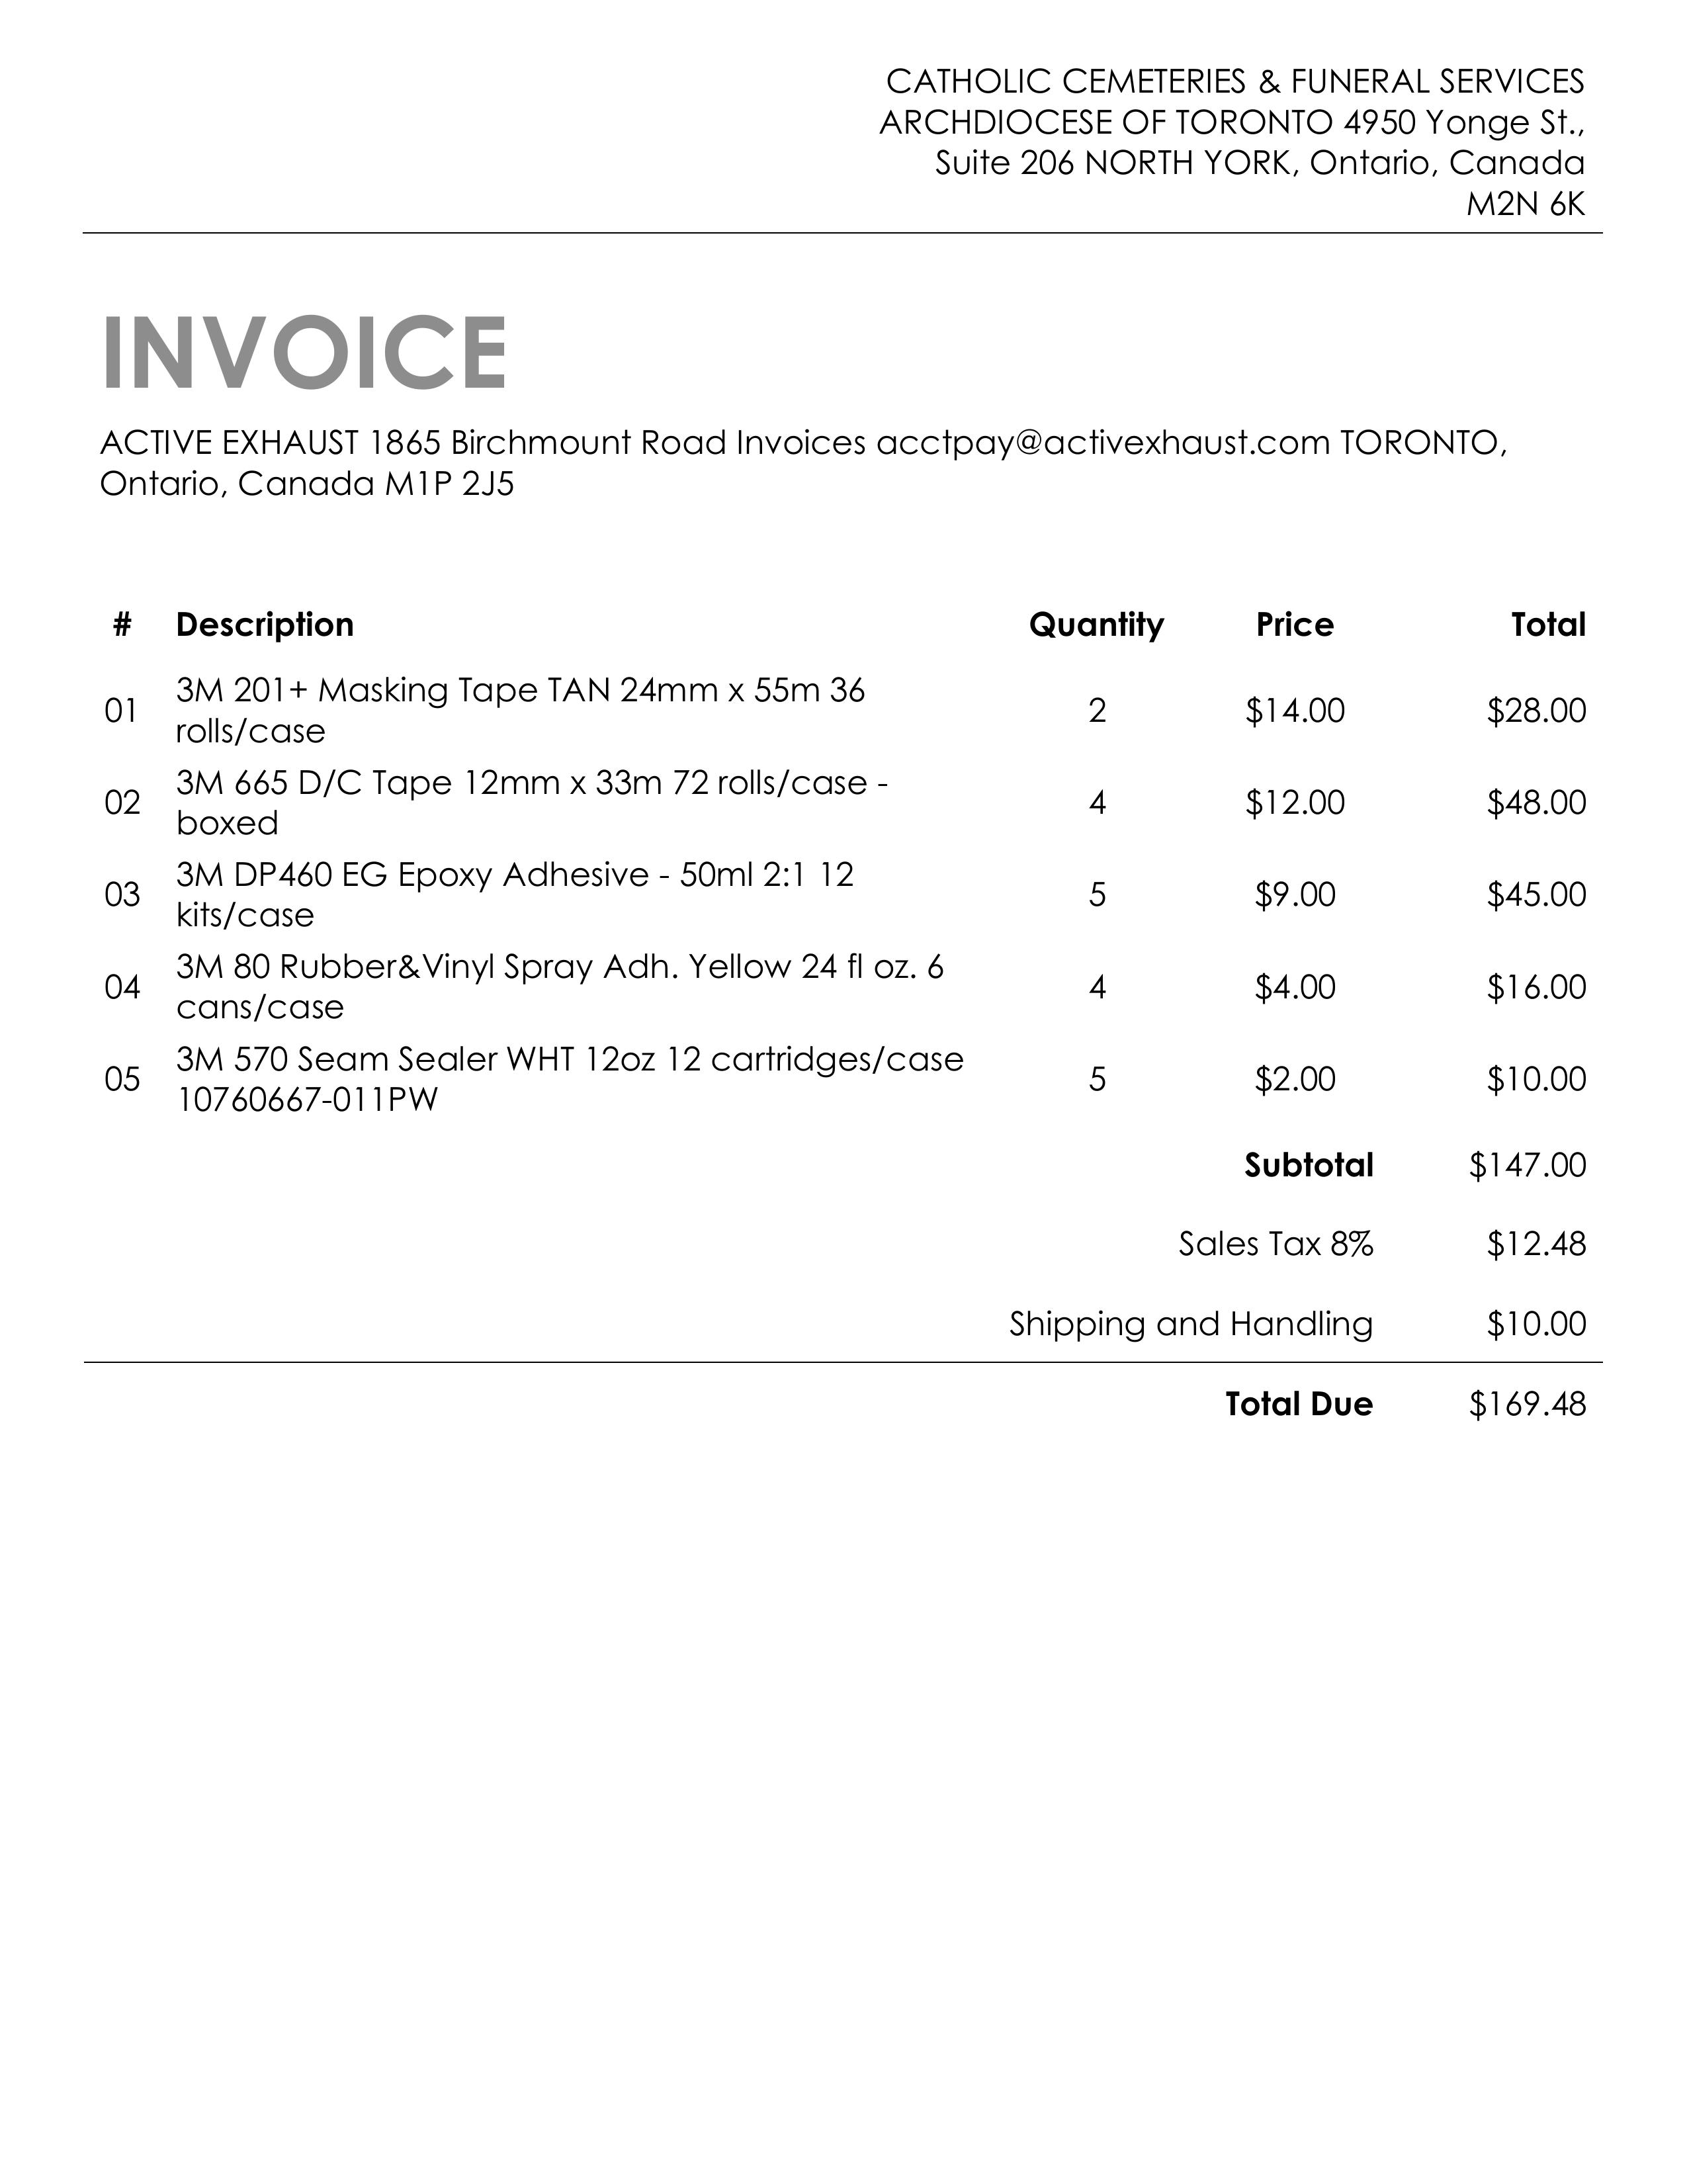 CATHOLIC CEMETERIES & FUNERAL SERVICES
ARCHDIOCESE OF TORONTO 4950 Yonge St.,
Suite 206 NORTH YORK, Ontario, Canada
M2N 6K
INVOICE
ACTIVE EXHAUST 1865 Birchmount Road Invoices acctpay@activexhaust.com TORONTO,
Ontario, Canada M1P 2J5
# Description Quantity Price Total
01 3M 201+ Masking Tape TAN 24mm x 55m 36
rolls/case 2 $14.00 $28.00
02 3M 665 D/C Tape 12mm x 33m 72 rolls/case -
boxed 4 $12.00 $48.00
03 3M DP460 EG Epoxy Adhesive - 50ml 2:1 12
kits/case 5 $9.00 $45.00
04 3M 80 Rubber&Vinyl Spray Adh. Yellow 24 fl oz. 6
cans/case 4 $4.00 $16.00
05 3M 570 Seam Sealer WHT 12oz 12 cartridges/case
10760667-011PW 5 $2.00 $10.00
Subtotal $147.00
Sales Tax 8% $12.48
Shipping and Handling $10.00
Total Due $169.48